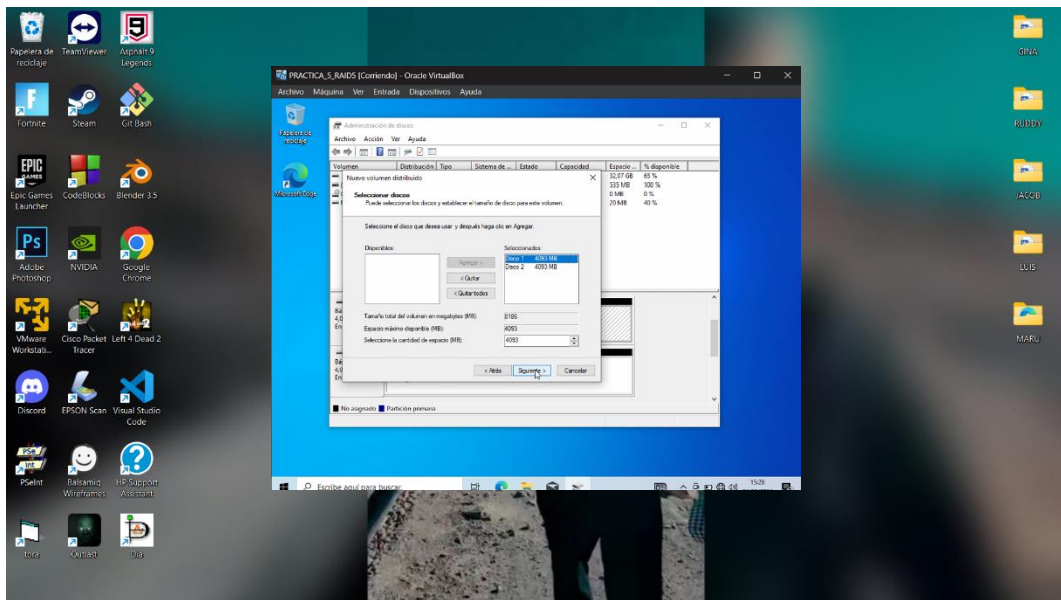 Papelera de reciclaje
TeamViewer
Asphalt 9 Legends
Fortnite
Steam
Git Bash
Epic Games Launcher
CodeBlocks
Blender 3.5
Adobe Photoshop
NVIDIA
Google Chrome
VMware Workstati...
Cisco Packet Tracer
Left 4 Dead 2
Discord
EPSON Scan
Visual Studio Code
PSeInt
Balsamiq Wireframes
HP Support Assistant
tora
Outlast
Dia
GINA
RUDDY
JACOB
LUIS
MARU
PRACTICA_5_RAID5 [Corriendo] - Oracle VirtualBox
Archivo Máquina Ver Entrada Dispositivos Ayuda
Papelera de reciclaje
Microsoft Edge
Administración de discos
Archivo Acción Ver Ayuda
Volumen Distribución Tipo Sistema de ... Estado Capacidad Espacio ... % disponible
32,07 GB 65 %
535 MB 100 %
0 MB 0 %
20 MB 40 %
Nuevo volumen distribuido
Seleccionar discos
Puede seleccionar los discos y establecer el tamaño de disco para este volumen.
Seleccione el disco que desea usar y después haga clic en Agregar.
Disponibles:
Seleccionados:
Agregar >
< Quitar
< Quitar todos
Disco 1 4093 MB
Disco 2 4093 MB
Tamaño total del volumen en megabytes (MB): 8186
Espacio máximo disponible (MB): 4093
Seleccione la cantidad de espacio (MB): 4093
< Atrás Siguiente > Cancelar
No asignado Partición primaria
Escribe aquí para buscar.
15:28